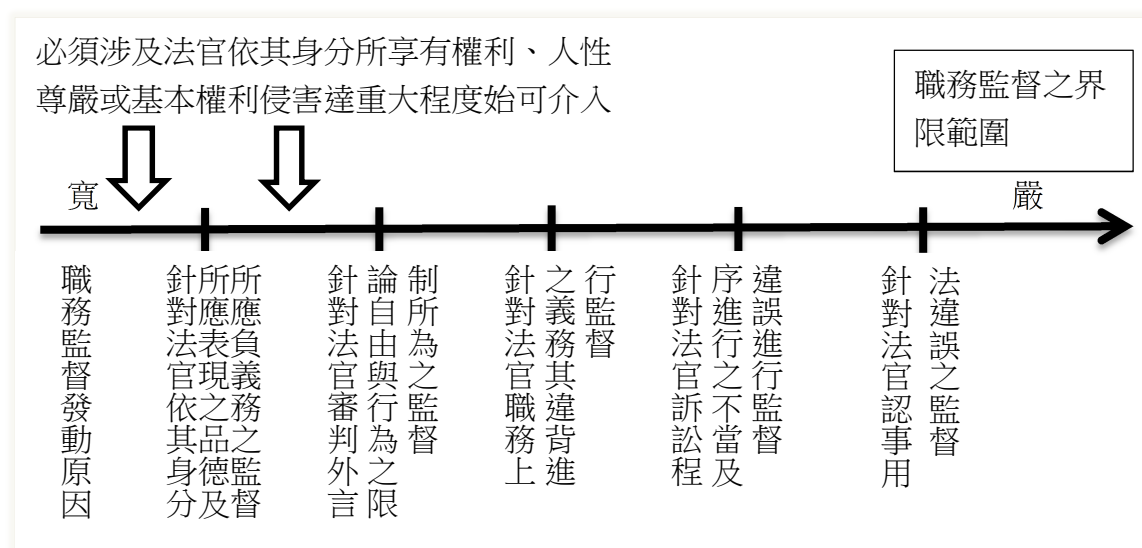 必須涉及法官依其身分所享有權利、人性
尊嚴或基本權利侵害達重大程度始可介入
職務監督之界
限範圍
寬
嚴
職務監督發動原因
針對法官依其身分
所應表現之品德及
所應負義務之監督
針對法官審判外言
論自由與行為之限
制所為之監督
針對法官職務上
之義務其違背進
行監督
針對法官訴訟程
序進行之不當及
違誤進行監督
針對法官認事用
法違誤之監督